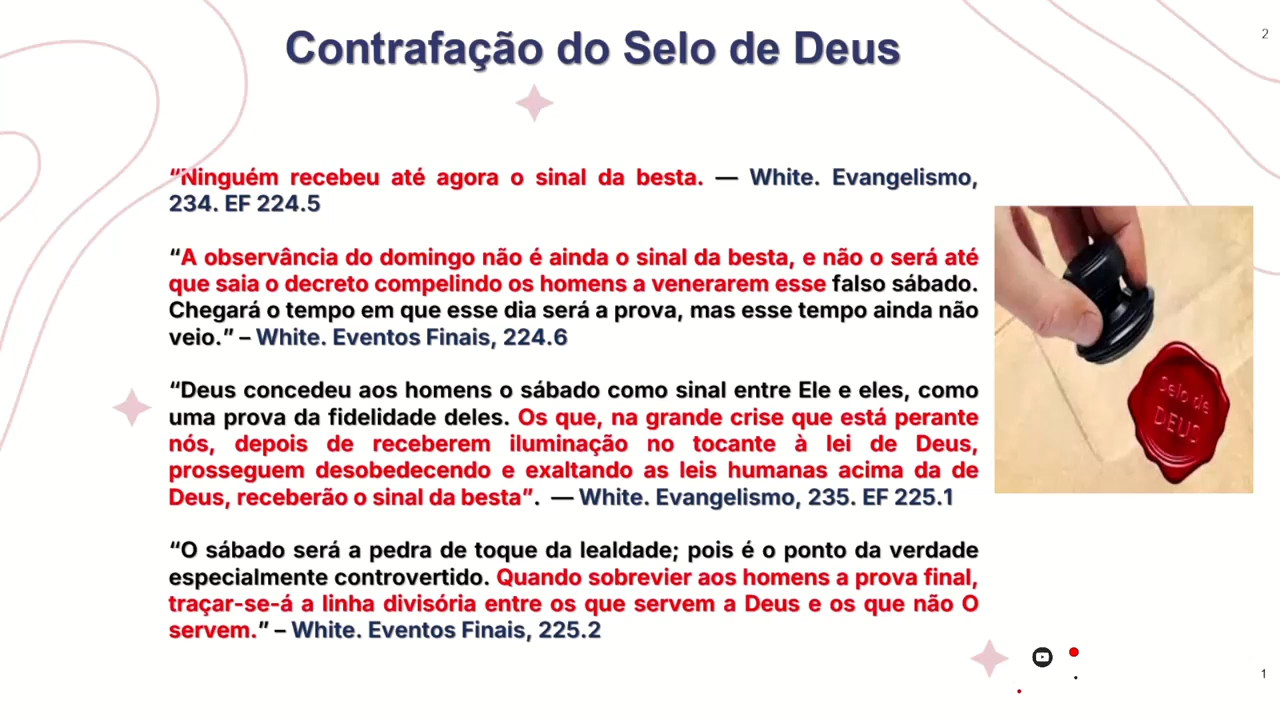 Contrafação do Selo de Deus
2
“Ninguém recebeu até agora o sinal da besta. — White. Evangelismo,
234. EF 224.5
“A observância do domingo não é ainda o sinal da besta, e não o será até
que saia o decreto compelindo os homens a venerarem esse falso sábado.
Chegará o tempo em que esse dia será a prova, mas esse tempo ainda não
veio.” – White. Eventos Finais, 224.6
“Deus concedeu aos homens o sábado como sinal entre Ele e eles, como
uma prova da fidelidade deles. Os que, na grande crise que está perante
nós, depois de receberem iluminação no tocante à lei de Deus,
prosseguem desobedecendo e exaltando as leis humanas acima da de
Deus, receberão o sinal da besta”. — White. Evangelismo, 235. EF 225.1
“O sábado será a pedra de toque da lealdade; pois é o ponto da verdade
especialmente controvertido. Quando sobrevier aos homens a prova final,
traçar-se-á a linha divisória entre os que servem a Deus e os que não O
servem.” – White. Eventos Finais, 225.2
Selo de
DEUS
1